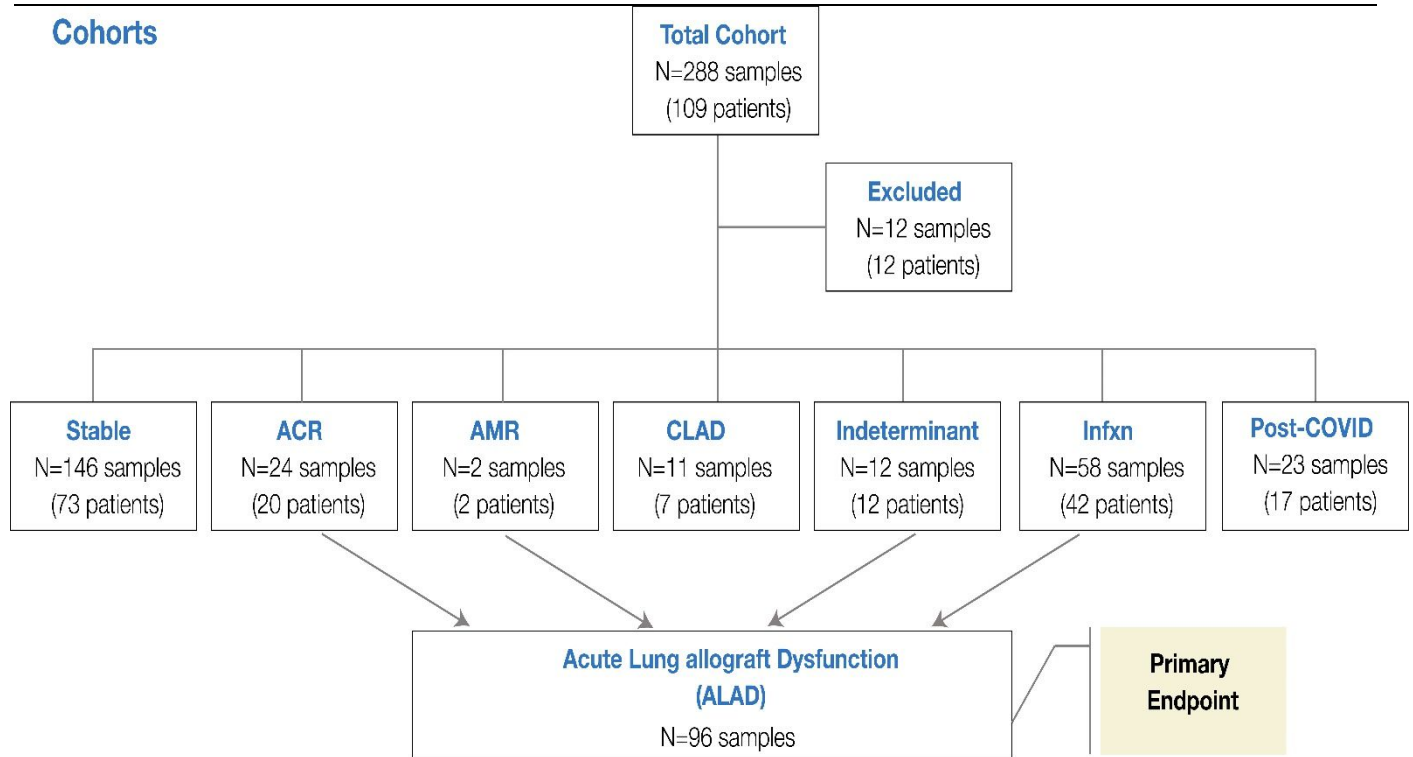 Cohorts
Total Cohort
N=288 samples
(109 patients)
Excluded
N=12 samples
(12 patients)
Stable
N=146 samples
(73 patients)
ACR
N=24 samples
(20 patients)
AMR
N=2 samples
(2 patients)
CLAD
N=11 samples
(7 patients)
Indeterminant
N=12 samples
(12 patients)
Infxn
N=58 samples
(42 patients)
Post-COVID
N=23 samples
(17 patients)
Acute Lung allograft Dysfunction
(ALAD)
N=96 samples
Primary
Endpoint